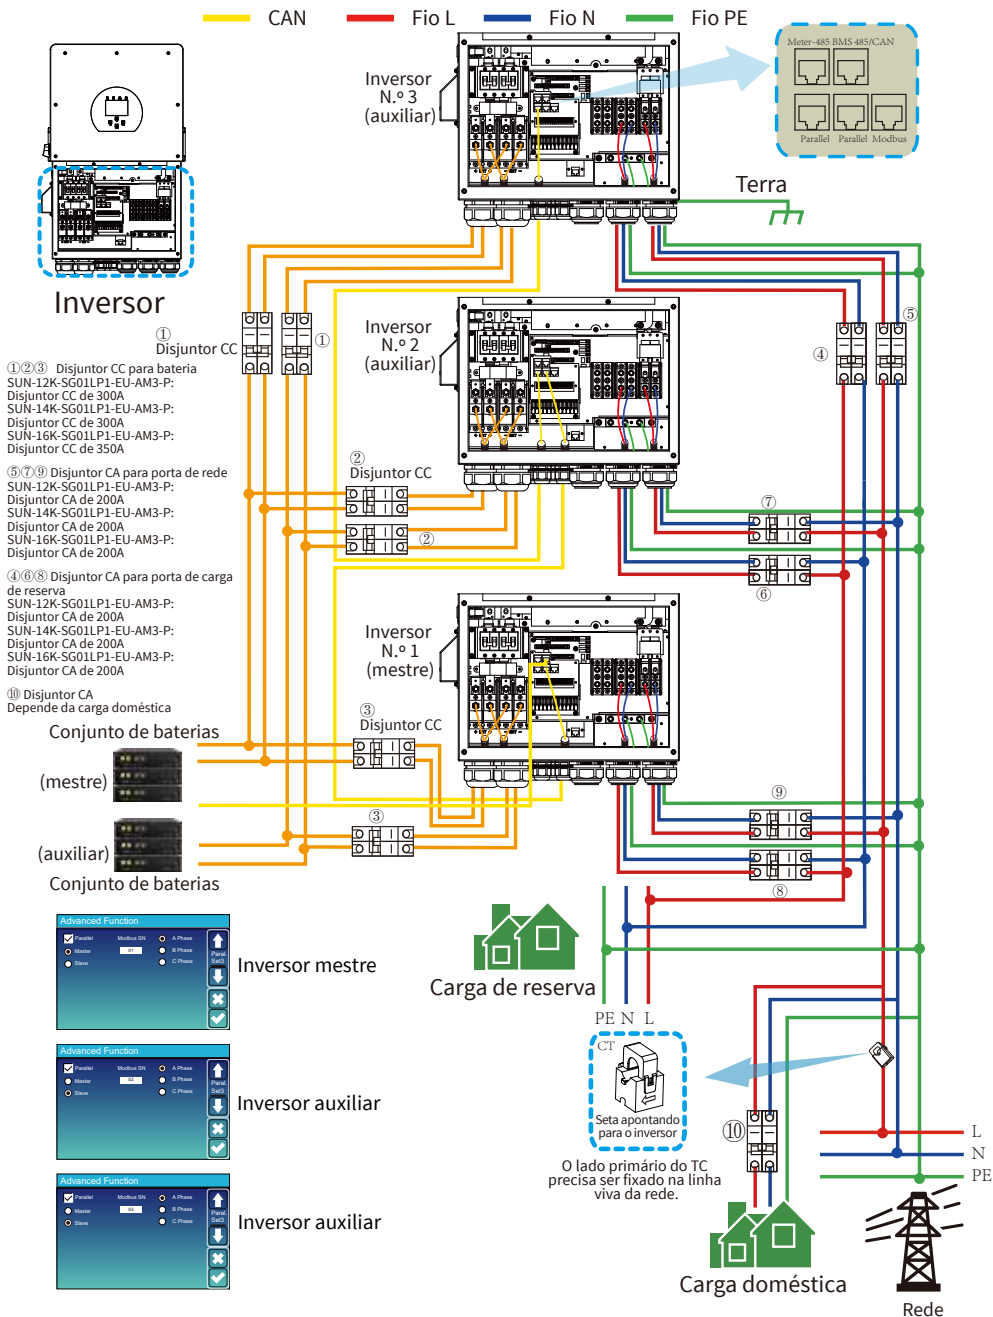 CAN
Fio L
Fio N
Fio PE
Inversor
N.º 3
(auxiliar)
Meter-485 BMS 485/CAN
Parallel Parallel Modbus
Terra
Inversor
①
Disjuntor CC
①
Inversor
N.º 2
(auxiliar)
④
⑤
①②③ Disjuntor CC para bateria
SUN-12K-SG01LP1-EU-AM3-P:
Disjuntor CC de 300A
SUN-14K-SG01LP1-EU-AM3-P:
Disjuntor CC de 300A
SUN-16K-SG01LP1-EU-AM3-P:
Disjuntor CC de 350A
⑤⑦⑨ Disjuntor CA para porta de rede
SUN-12K-SG01LP1-EU-AM3-P:
Disjuntor CA de 200A
SUN-14K-SG01LP1-EU-AM3-P:
Disjuntor CA de 200A
SUN-16K-SG01LP1-EU-AM3-P:
Disjuntor CA de 200A
④⑥⑧ Disjuntor CA para porta de carga
de reserva
SUN-12K-SG01LP1-EU-AM3-P:
Disjuntor CA de 200A
SUN-14K-SG01LP1-EU-AM3-P:
Disjuntor CA de 200A
SUN-16K-SG01LP1-EU-AM3-P:
Disjuntor CA de 200A
⑩ Disjuntor CA
Depende da carga doméstica
②
Disjuntor CC
②
⑦
⑥
Inversor
N.º 1
(mestre)
③
Disjuntor CC
③
⑨
⑧
Conjunto de baterias
(mestre)
(auxiliar)
Conjunto de baterias
Advanced Function
Parallel
Modbus SN
A Phase
Master
01
B Phase
Slave
C Phase
Paral.
Set3
Inversor mestre
Advanced Function
Parallel
Modbus SN
A Phase
Master
02
B Phase
Slave
C Phase
Paral.
Set3
Inversor auxiliar
Advanced Function
Parallel
Modbus SN
A Phase
Master
03
B Phase
Slave
C Phase
Paral.
Set3
Inversor auxiliar
Carga de reserva
PE N L
CT
Seta apontando
para o inversor
O lado primário do TC
precisa ser fixado na linha
viva da rede.
⑩
L
N
PE
Carga doméstica
Rede